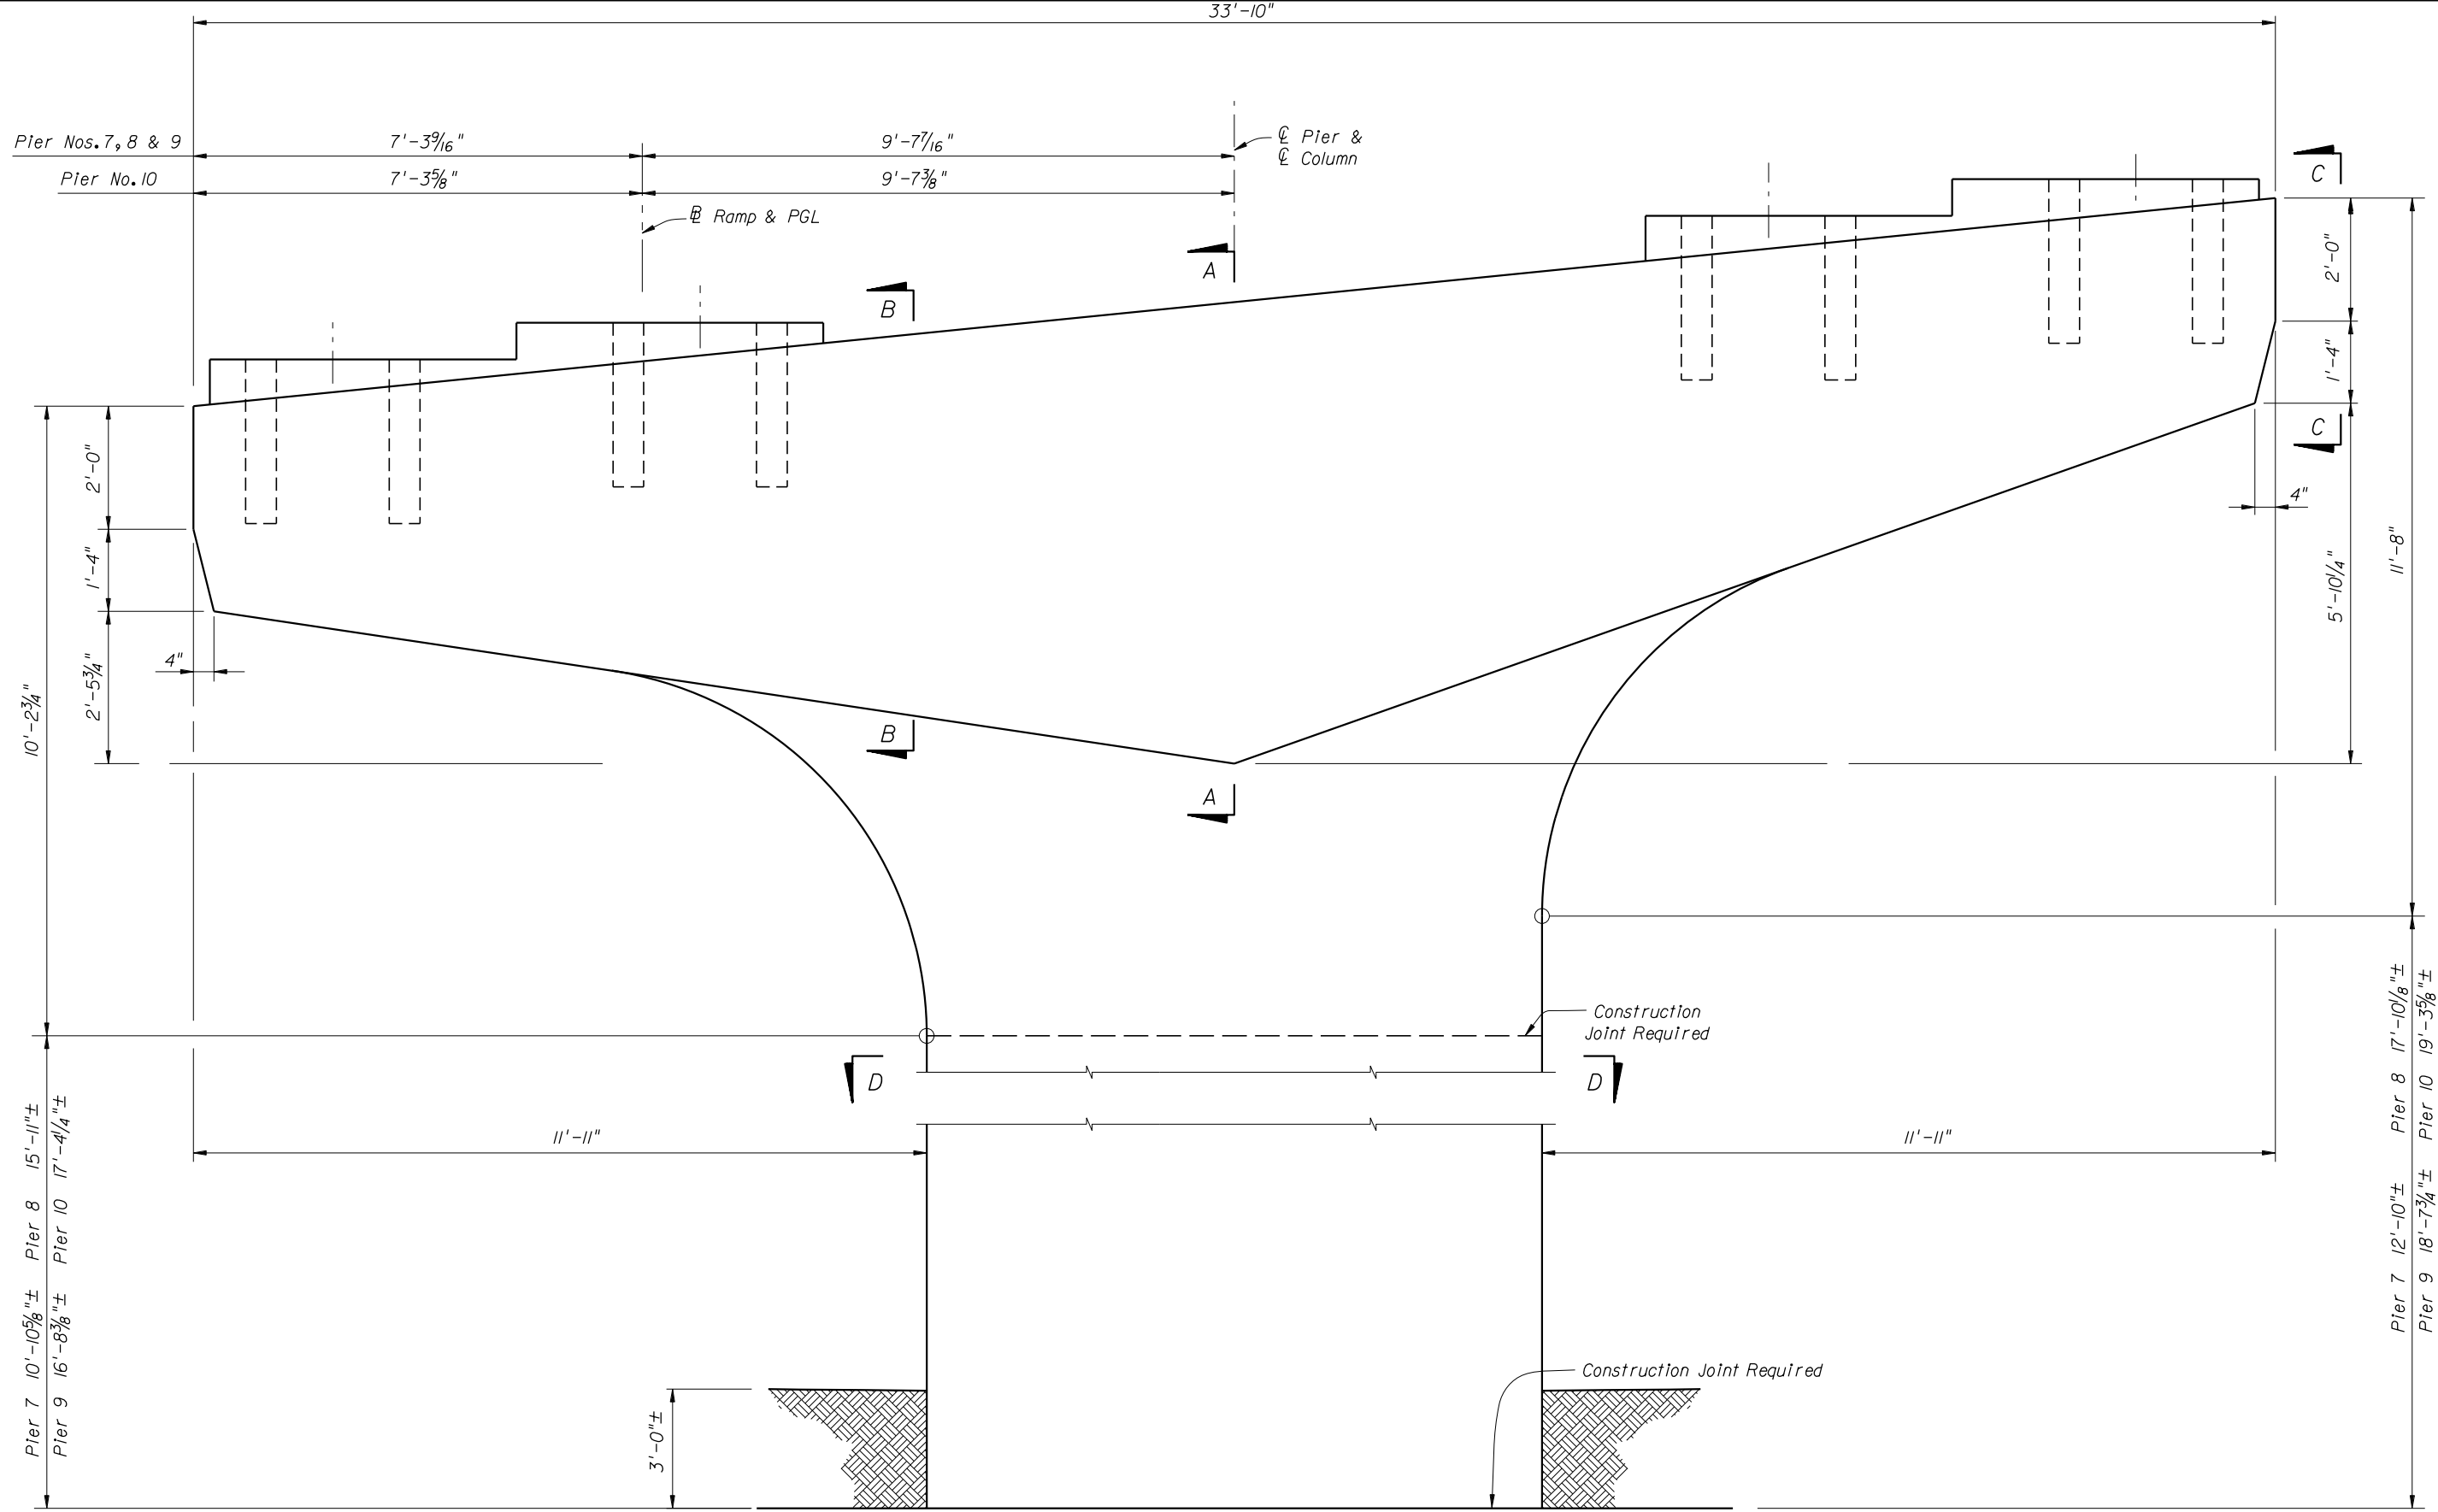 33'-10"
Pier Nos. 7, 8 & 9
7'-3 9/16"
9'-7 7/16"
℄ Pier &
℄ Column
Pier No. 10
7'-3 5/8"
9'-7 3/8"
C
C
B Ramp & PGL
A
B
2'-0"
1'-4"
C
4"
2'-0"
1'-4"
11'-8"
5'-10 1/4"
4"
2'-5 3/4"
10'-2 3/4"
B
A
Construction
Joint Required
D
D
11'-11"
11'-11"
Pier 7 10'-10 5/8"± Pier 8 15'-11"±
Pier 9 16'-8 3/8"± Pier 10 17'-4 1/4"±
Pier 7 12'-10"± Pier 8 17'-10 1/8"±
Pier 9 18'-7 3/4"± Pier 10 19'-3 5/8"±
Construction Joint Required
3'-0"±